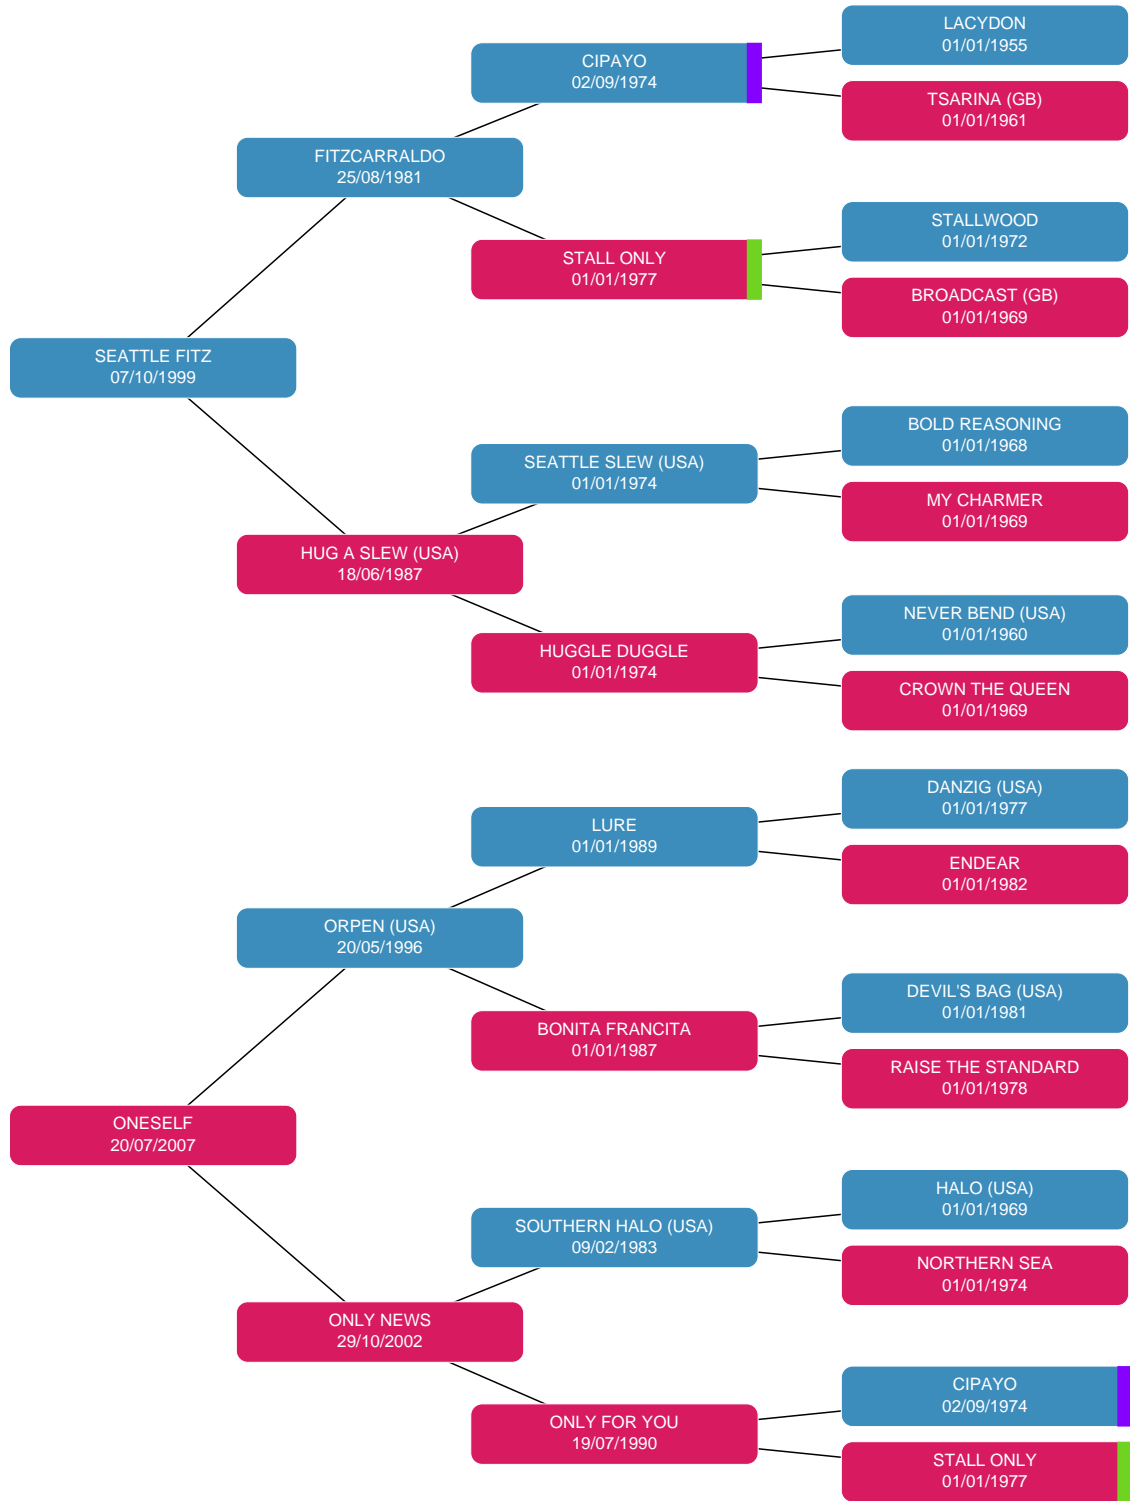 LACYDON
01/01/1955
CIPAYO
02/09/1974
TSARINA (GB)
01/01/1961
FITZCARRALDO
25/08/1981
STALLWOOD
01/01/1972
STALL ONLY
01/01/1977
BROADCAST (GB)
01/01/1969
SEATTLE FITZ
07/10/1999
BOLD REASONING
01/01/1968
SEATTLE SLEW (USA)
01/01/1974
MY CHARMER
01/01/1969
HUG A SLEW (USA)
18/06/1987
NEVER BEND (USA)
01/01/1960
HUGGLE DUGGLE
01/01/1974
CROWN THE QUEEN
01/01/1969
DANZIG (USA)
01/01/1977
LURE
01/01/1989
ENDEAR
01/01/1982
ORPEN (USA)
20/05/1996
DEVIL'S BAG (USA)
01/01/1981
BONITA FRANCITA
01/01/1987
RAISE THE STANDARD
01/01/1978
ONESELF
20/07/2007
HALO (USA)
01/01/1969
SOUTHERN HALO (USA)
09/02/1983
NORTHERN SEA
01/01/1974
ONLY NEWS
29/10/2002
CIPAYO
02/09/1974
ONLY FOR YOU
19/07/1990
STALL ONLY
01/01/1977